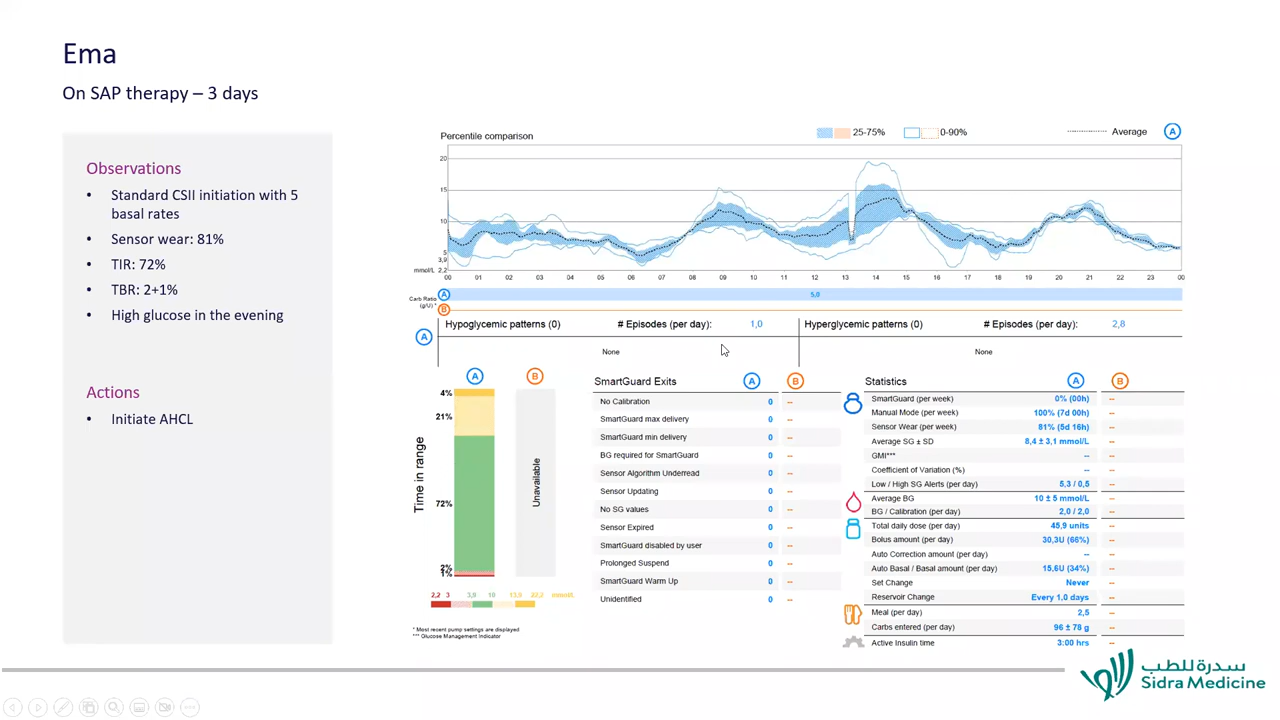 Ema
On SAP therapy – 3 days
Observations
• Standard CSII initiation with 5
basal rates
• Sensor wear: 81%
• TIR: 72%
• TBR: 2+1%
• High glucose in the evening
Actions
• Initiate AHCL
Percentile comparison
25-75%
0-90%
Average
A
20
15
10
5
3,9
mmol/L 2,2
00 01 02 03 04 05 06 07 08 09 10 11 12 13 14 15 16 17 18 19 20 21 22 23 00
Carb Ratio
(g/U) *
A
5,0
B
A
Hypoglycemic patterns (0) # Episodes (per day): 1,0
None
Hyperglycemic patterns (0) # Episodes (per day): 2,8
None
Time in range
A B
4%
21%
72%
2%
1%
Unavailable
2,2 3 3,9 10 13,9 22,2 mmol/L
* Most recent pump settings are displayed
*** Glucose Management Indicator
SmartGuard Exits A B
No Calibration 0 --
SmartGuard max delivery 0 --
SmartGuard min delivery 0 --
BG required for SmartGuard 0 --
Sensor Algorithm Underread 0 --
Sensor Updating 0 --
No SG values 0 --
Sensor Expired 0 --
SmartGuard disabled by user 0 --
Prolonged Suspend 0 --
SmartGuard Warm Up 0 --
Unidentified 0 --
Statistics A B
SmartGuard (per week) 0% (00h) --
Manual Mode (per week) 100% (7d 00h) --
Sensor Wear (per week) 81% (5d 16h) --
Average SG ± SD 8,4 ± 3,1 mmol/L --
GMI*** -- --
Coefficient of Variation (%) -- --
Low / High SG Alerts (per day) 5,3 / 0,5 --
Average BG 10 ± 5 mmol/L --
BG / Calibration (per day) 2,0 / 2,0 --
Total daily dose (per day) 45,9 units --
Bolus amount (per day) 30,3U (66%) --
Auto Correction amount (per day) -- --
Auto Basal / Basal amount (per day) 15,6U (34%) --
Set Change Never --
Reservoir Change Every 1,0 days --
Meal (per day) 2,5 --
Carbs entered (per day) 96 ± 78 g --
Active Insulin time 3:00 hrs --
سدرة للطب
Sidra Medicine